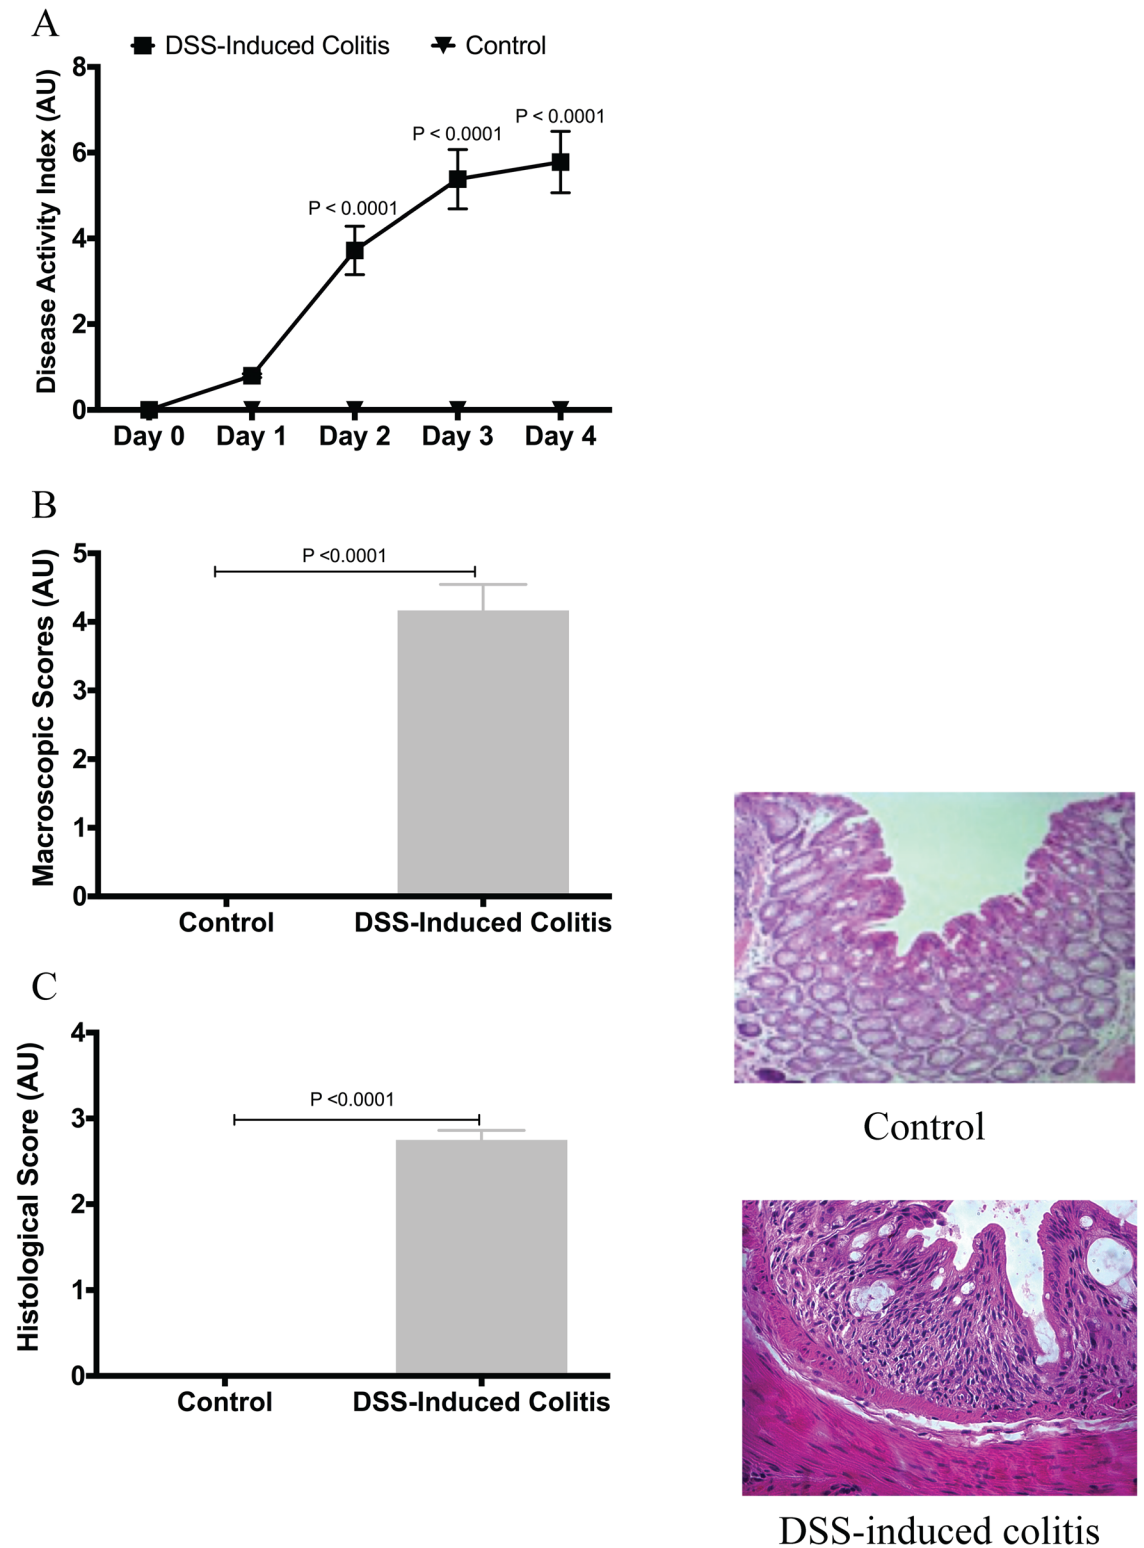 A
DSS-Induced Colitis Control
Disease Activity Index (AU)
8
6
4
2
0
P < 0.0001
P < 0.0001
P < 0.0001
Day 0 Day 1 Day 2 Day 3 Day 4
B
Macroscopic Scores (AU)
5
4
3
2
1
0
P <0.0001
Control DSS-Induced Colitis
C
Histological Score (AU)
4
3
2
1
0
P <0.0001
Control DSS-Induced Colitis
Control
DSS-induced colitis